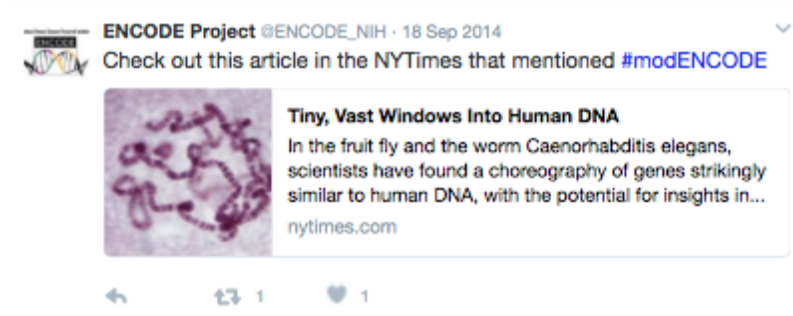 ENCODE Project @ENCODE_NIH · 18 Sep 2014
Check out this article in the NYTimes that mentioned #modENCODE
Tiny, Vast Windows Into Human DNA
In the fruit fly and the worm Caenorhabditis elegans,
scientists have found a choreography of genes strikingly
similar to human DNA, with the potential for insights in...
nytimes.com
1 1